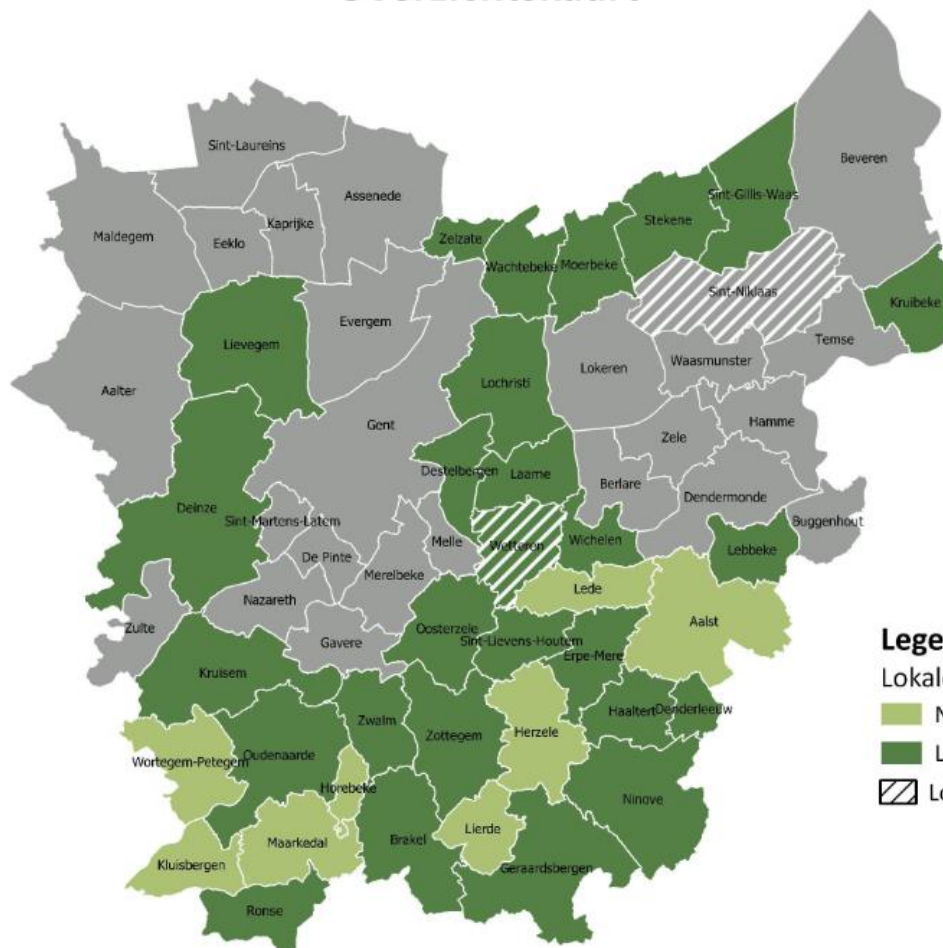 Sint-Laureins
Beveren
Assenede
Sint-Gillis-Waas
Kaprijke
Stekene
Maldegem
Eeklo
Zelzate
Wachtebeke
Moerbeke
Sint-Niklaas
Kruibeke
Evergem
Lievegem
Temse
Waasmunster
Lokeren
Lochristi
Aalter
Gent
Hamme
Zele
Destelbergen
Laarne
Berlare
Dendermonde
Deinze
Sint-Martens-Latem
Buggenhout
Melle
Wetteren
Wichelen
Lebbeke
De Pinte
Merelbeke
Lede
Nazareth
Aalst
Zulte
Gavere
Oosterzele
Sint-Lievens-Houtem
Erpe-Mere
Kruisem
Haaltert
Denderleeuw
Zwalm
Zottegem
Herzele
Oudenaarde
Wortegem-Petegem
Horebeke
Ninove
Lierde
Maarkedal
Brakel
Kluisbergen
Geraardsbergen
Ronse
Lege
Lokal
N
L
Lo